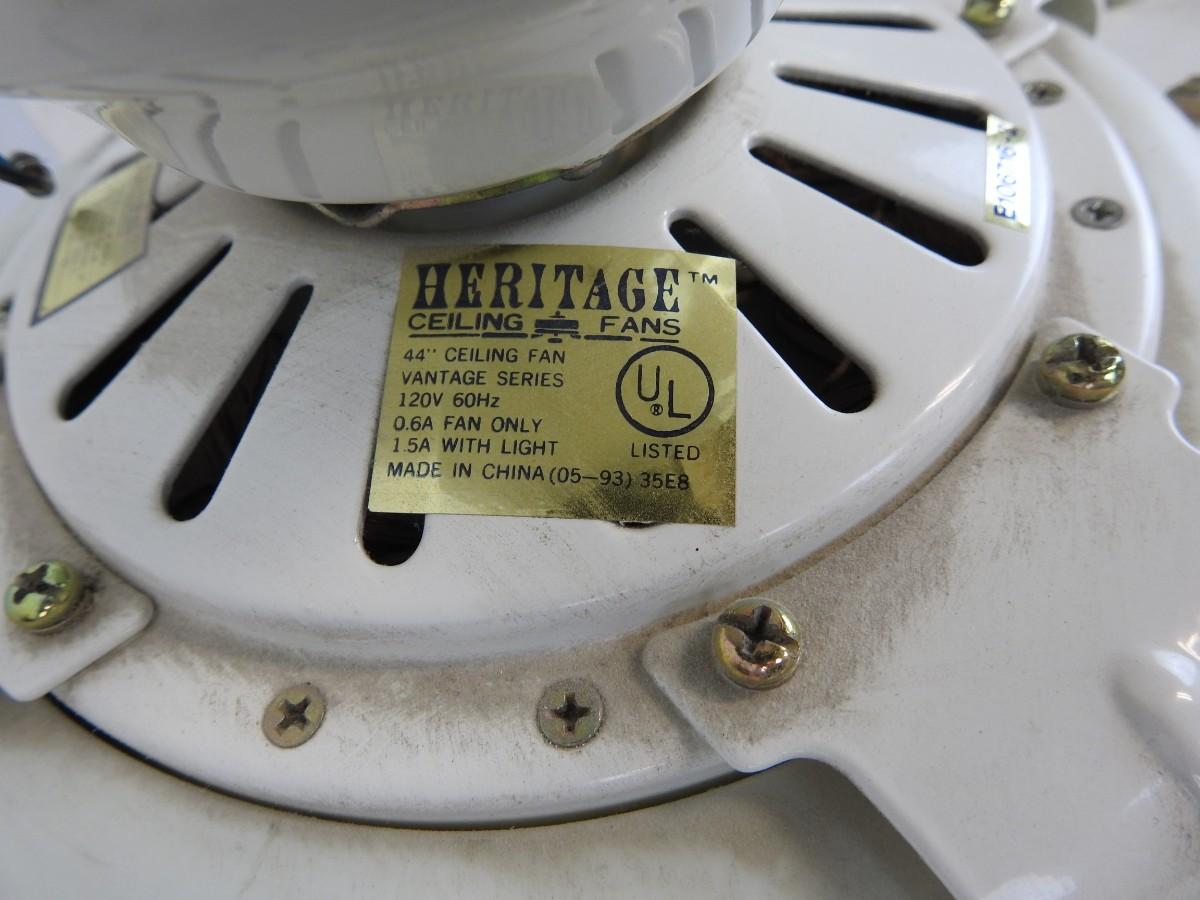 HERITAGE™
CEILING FANS
44'' CEILING FAN
VANTAGE SERIES
120V 60Hz
0.6A FAN ONLY
1.5A WITH LIGHT
MADE IN CHINA (05-93) 35E8
UL
®
LISTED